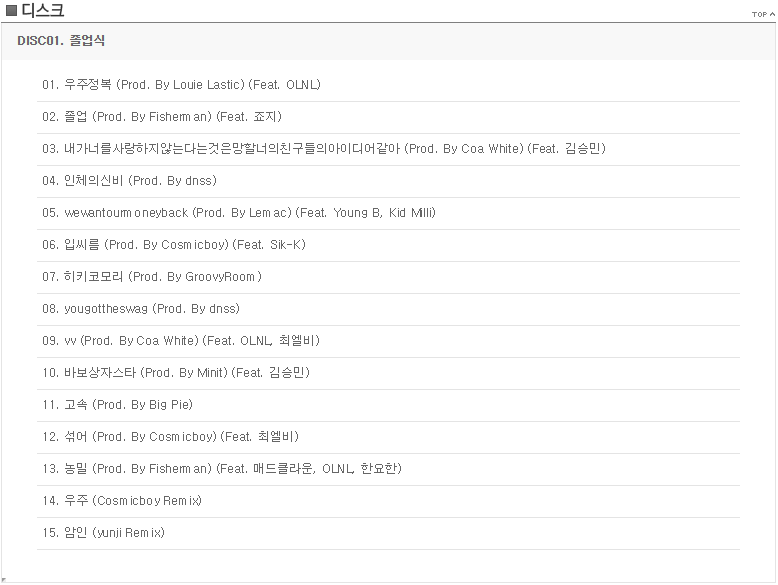 디스크
TOP
DISC01. 졸업식
01. 우주정복 (Prod. By Louie Lastic) (Feat. OLNL)
02. 졸업 (Prod. By Fisherman) (Feat. 죠지)
03. 내가너를사랑하지않는다는것은망할너의친구들의아이디어같아 (Prod. By Coa White) (Feat. 김승민)
04. 인체의신비 (Prod. By dnss)
05. wewantourmoneyback (Prod. By Lemac) (Feat. Young B, Kid Milli)
06. 입씨름 (Prod. By Cosmicboy) (Feat. Sik-K)
07. 히키코모리 (Prod. By GroovyRoom)
08. yougottheswag (Prod. By dnss)
09. vv (Prod. By Coa White) (Feat. OLNL, 최엘비)
10. 바보상자스타 (Prod. By Minit) (Feat. 김승민)
11. 고속 (Prod. By Big Pie)
12. 섞어 (Prod. By Cosmicboy) (Feat. 최엘비)
13. 농밀 (Prod. By Fisherman) (Feat. 매드클라운, OLNL, 한요한)
14. 우주 (Cosmicboy Remix)
15. 암인 (yunji Remix)